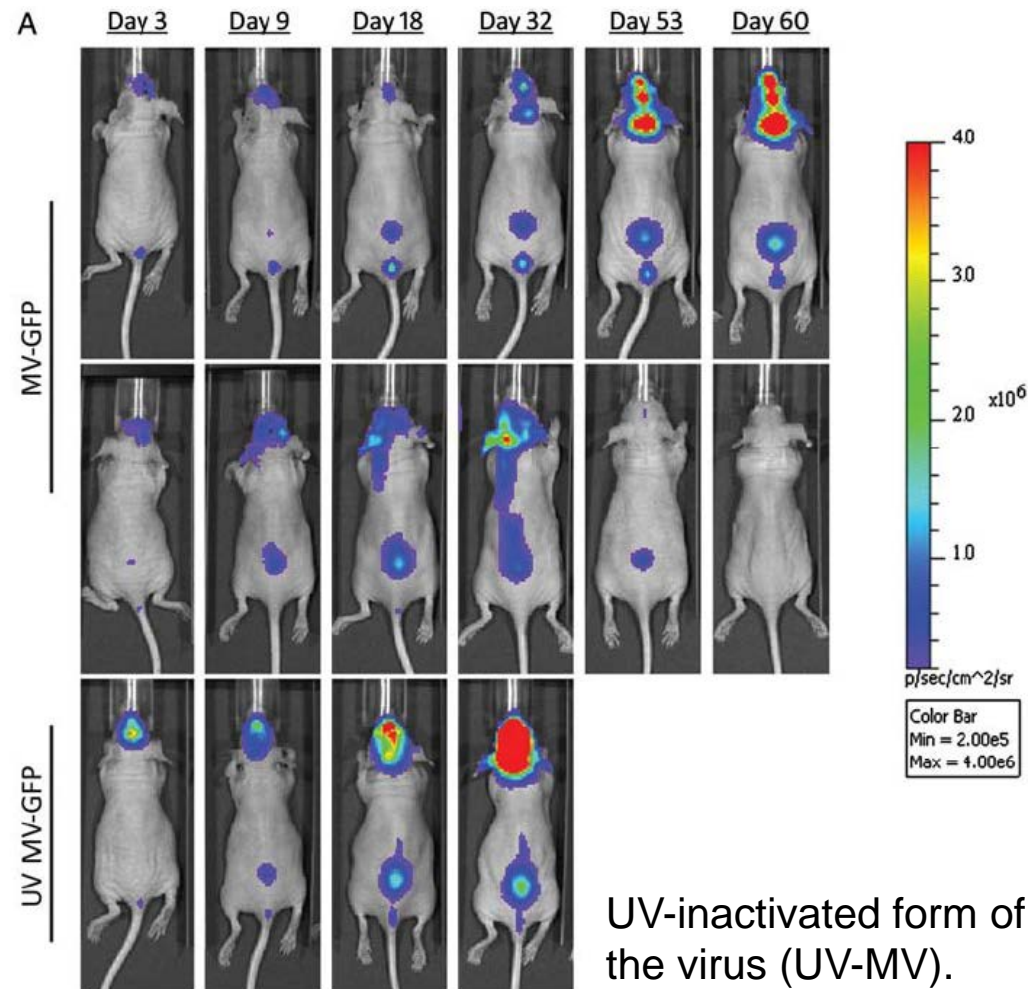 A
Day 3 Day 9 Day 18 Day 32 Day 53 Day 60
MV-GFP
UV MV-GFP
4.0
3.0
2.0
x10^6
1.0
p/sec/cm^2/sr
Color Bar
Min = 2.00e5
Max = 4.00e6
UV-inactivated form of
the virus (UV-MV).